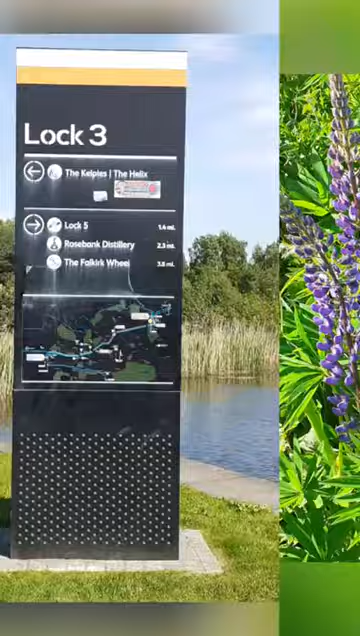 Lock 3
The Kelpies | The Helix
Lock 5 1.4 mi.
Rosebank Distillery 2.3 mi.
The Falkirk Wheel 3.8 mi.